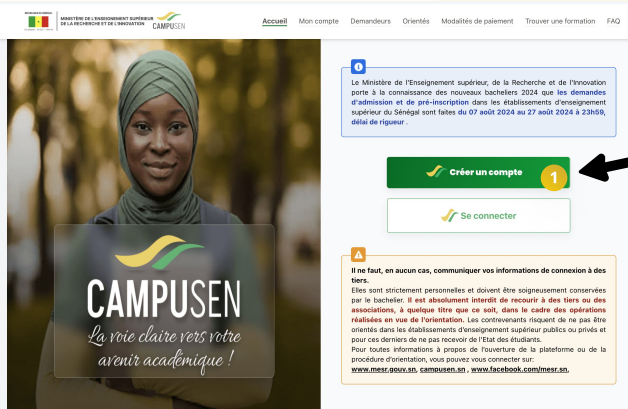 MINISTÈRE DE L'ENSEIGNEMENT SUPÉRIEUR
DE LA RECHERCHE ET DE L'INNOVATION
CAMPUSEN
Accueil Mon compte Demandeurs Orientés Modalités de paiement Trouver une formation FAQ
Le Ministère de l'Enseignement supérieur, de la Recherche et de l'Innovation
porte à la connaissance des nouveaux bacheliers 2024 que les demandes
d'admission et de pré-inscription dans les établissements d'enseignement
supérieur du Sénégal sont faites du 07 août 2024 au 27 août 2024 à 23h59,
délai de rigueur .
Créer un compte
1
Se connecter
CAMPUSEN
La voie claire vers votre
avenir académique !
Il ne faut, en aucun cas, communiquer vos informations de connexion à des
tiers.
Elles sont strictement personnelles et doivent être soigneusement conservées
par le bachelier. Il est absolument interdit de recourir à des tiers ou des
associations, à quelque titre que ce soit, dans le cadre des opérations
réalisées en vue de l'orientation. Les contrevenants risquent de ne pas être
orientés dans les établissements d'enseignement supérieur publics ou privés et
pour ces derniers de ne pas recevoir de l'Etat des étudiants.
Pour toutes informations à propos de l'ouverture de la plateforme ou de la
procédure d'orientation, vous pouvez vous connecter sur:
www.mesr.gouv.sn, campusen.sn , www.facebook.com/mesr.sn,